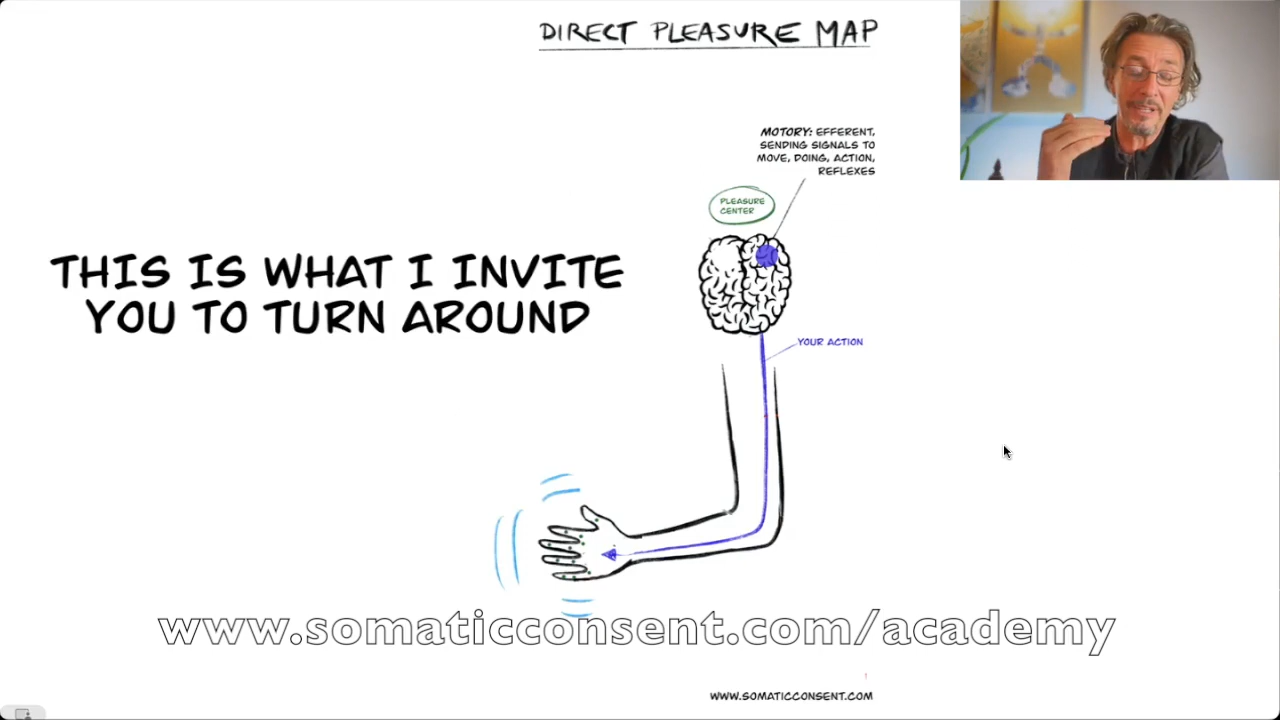 DIRECT PLEASURE MAP
MOTORY: EFFERENT,
SENDING SIGNALS TO
MOVE, DOING, ACTION,
REFLEXES
PLEASURE
CENTER
THIS IS WHAT I INVITE
YOU TO TURN AROUND
YOUR ACTION
www.somaticconsent.com/academy
WWW.SOMATICCONSENT.COM